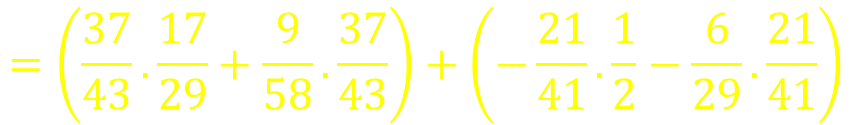 = (37/43 . 17/29 + 9/58 . 37/43) + (− 21/41 . 1/2 − 6/29 . 21/41)